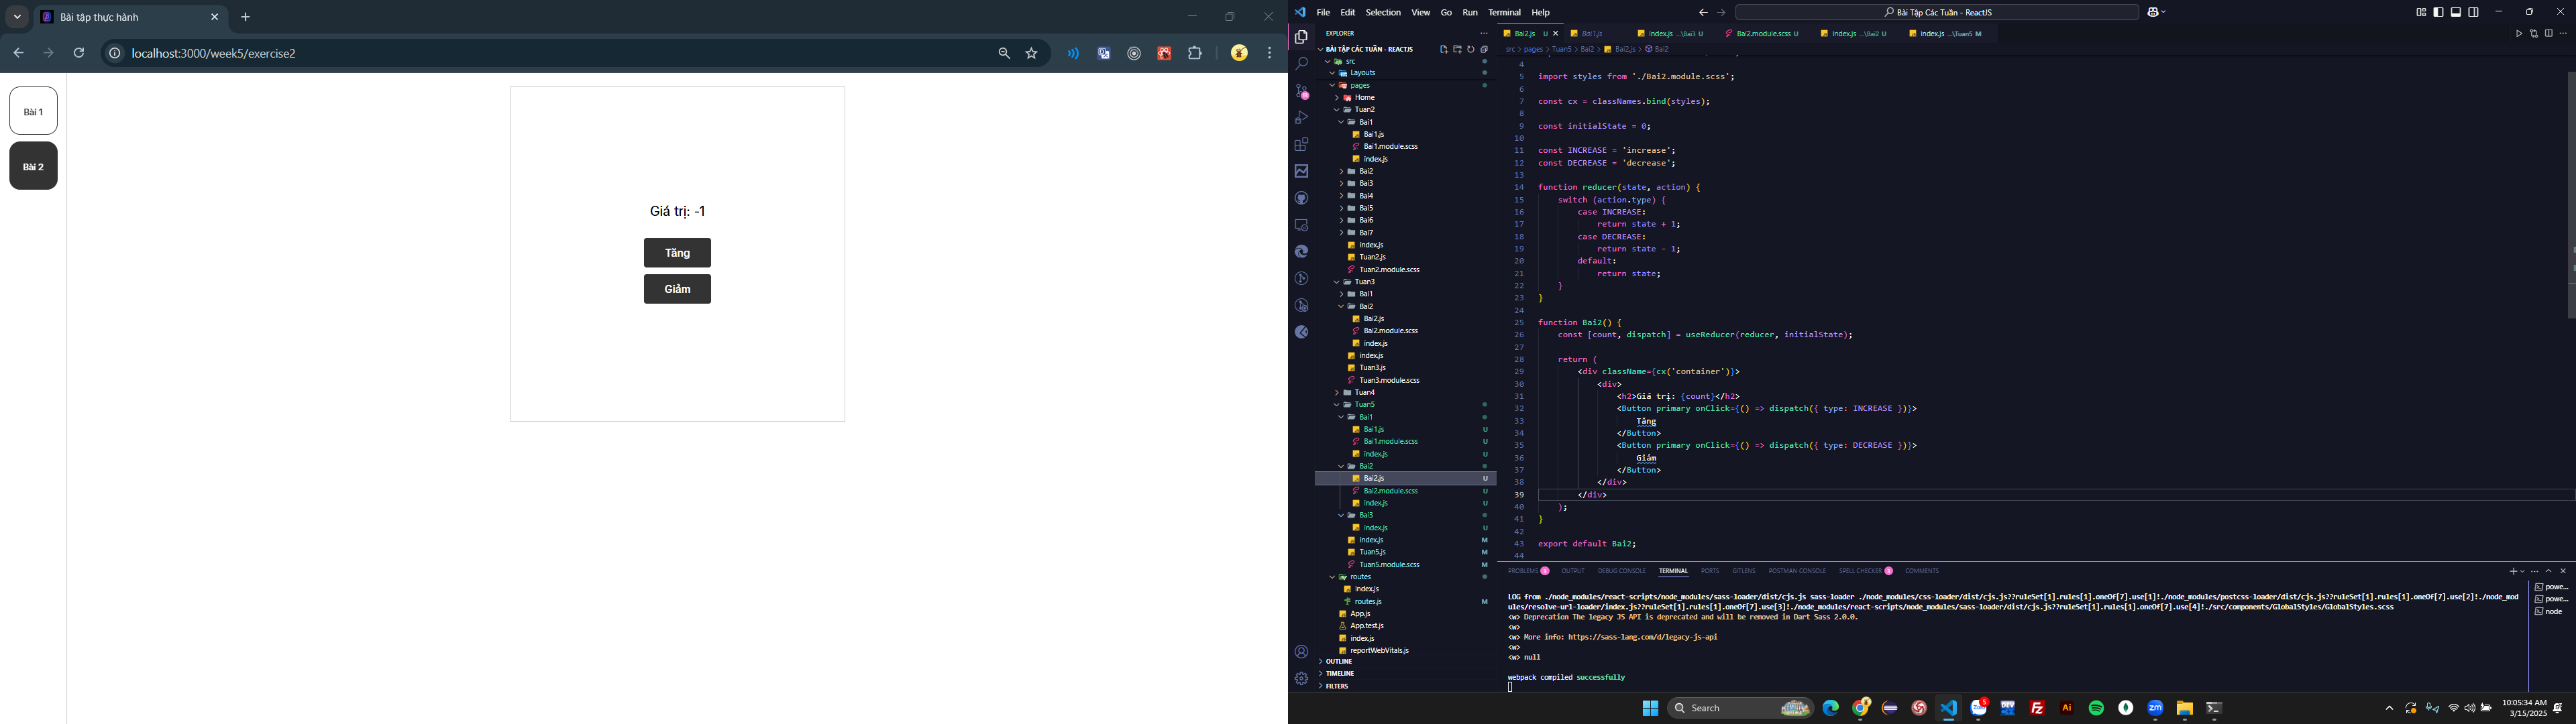 Bài tập thực hành
localhost:3000/week5/exercise2
Bài 1
Bài 2
Giá trị: -1
Tăng
Giảm
File Edit Selection View Go Run Terminal Help
Bài Tập Các Tuần - ReactJS
EXPLORER
BÀI TẬP CÁC TUẦN - REACTJS
src
Layouts
pages
Home
Tuan2
Bai1
Bai1.js
Bai1.module.scss
index.js
Bai2
Bai3
Bai4
Bai5
Bai6
Bai7
index.js
Tuan2.js
Tuan2.module.scss
Tuan3
Bai1
Bai2
Bai2.js
Bai2.module.scss
index.js
index.js
Tuan3.js
Tuan3.module.scss
Tuan4
Tuan5
Bai1
Bai1.js U
Bai1.module.scss U
index.js U
Bai2
Bai2.js U
Bai2.module.scss U
index.js U
Bai3
index.js U
index.js M
Tuan5.js M
Tuan5.module.scss M
routes
index.js
routes.js M
App.js
App.test.js
index.js
reportWebVitals.js
OUTLINE
TIMELINE
FILTERS
Bai2.js U Bai1.js index.js ...\Bai3 U Bai2.module.scss U index.js ...\Bai2 U index.js ...\Tuan5 M
src > pages > Tuan5 > Bai2 > Bai2.js > Bai2
4
5 import styles from './Bai2.module.scss';
6
7 const cx = classNames.bind(styles);
8
9 const initialState = 0;
10
11 const INCREASE = 'increase';
12 const DECREASE = 'decrease';
13
14 function reducer(state, action) {
15 switch (action.type) {
16 case INCREASE:
17 return state + 1;
18 case DECREASE:
19 return state - 1;
20 default:
21 return state;
22 }
23 }
24
25 function Bai2() {
26 const [count, dispatch] = useReducer(reducer, initialState);
27
28 return (
29 <div className={cx('container')}>
30 <div>
31 <h2>Giá trị: {count}</h2>
32 <Button primary onClick={() => dispatch({ type: INCREASE })}>
33 Tăng
34 </Button>
35 <Button primary onClick={() => dispatch({ type: DECREASE })}>
36 Giảm
37 </Button>
38 </div>
39 </div>
40 );
41 }
42
43 export default Bai2;
44
PROBLEMS 3 OUTPUT DEBUG CONSOLE TERMINAL PORTS GITLENS POSTMAN CONSOLE SPELL CHECKER 3 COMMENTS
LOG from ./node_modules/react-scripts/node_modules/sass-loader/dist/cjs.js sass-loader ./node_modules/css-loader/dist/cjs.js??ruleSet[1].rules[1].oneOf[7].use[1]!./node_modules/postcss-loader/dist/cjs.js??ruleSet[1].rules[1].oneOf[7].use[2]!./node_mod
ules/resolve-url-loader/index.js??ruleSet[1].rules[1].oneOf[7].use[3]!./node_modules/react-scripts/node_modules/sass-loader/dist/cjs.js??ruleSet[1].rules[1].oneOf[7].use[4]!./src/components/GlobalStyles/GlobalStyles.scss
<w> Deprecation The legacy JS API is deprecated and will be removed in Dart Sass 2.0.0.
<w>
<w> More info: https://sass-lang.com/d/legacy-js-api
<w>
<w> null
webpack compiled successfully
powe...
powe...
node
Search
10:05:34 AM
3/15/2025